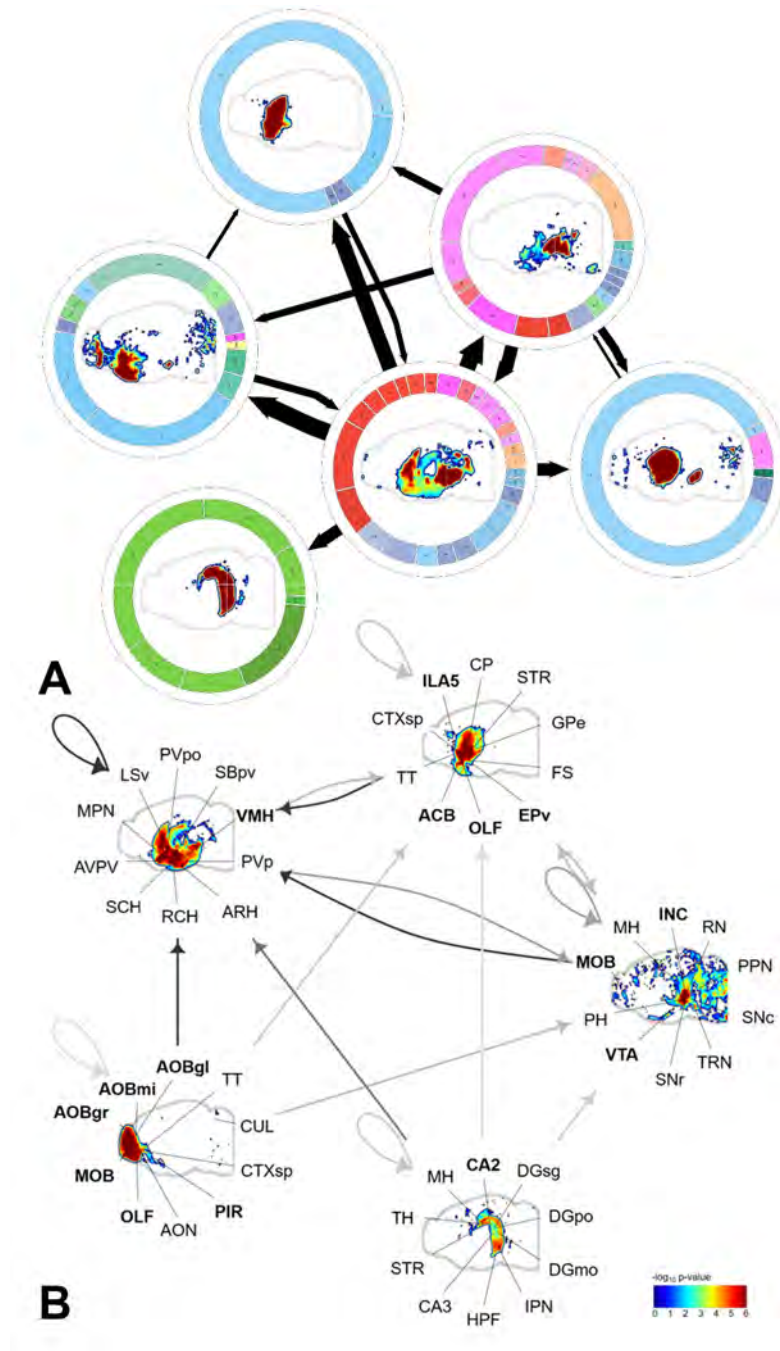 A
ILA5
CP
STR
CTXsp
GPe
TT
FS
ACB
OLF
EPv
PVpo
LSv
SBpv
MPN
VMH
AVPV
PVp
SCH
RCH
ARH
MH
INC
RN
MOB
PPN
PH
SNc
VTA
SNr
TRN
AOBgl
AOBmi
TT
AOBgr
CUL
MOB
CTXsp
OLF
AON
PIR
CA2
MH
DGsg
TH
DGpo
STR
DGmo
CA3
HPF
IPN
B
-log₁₀ p-value
0 1 2 3 4 5 6